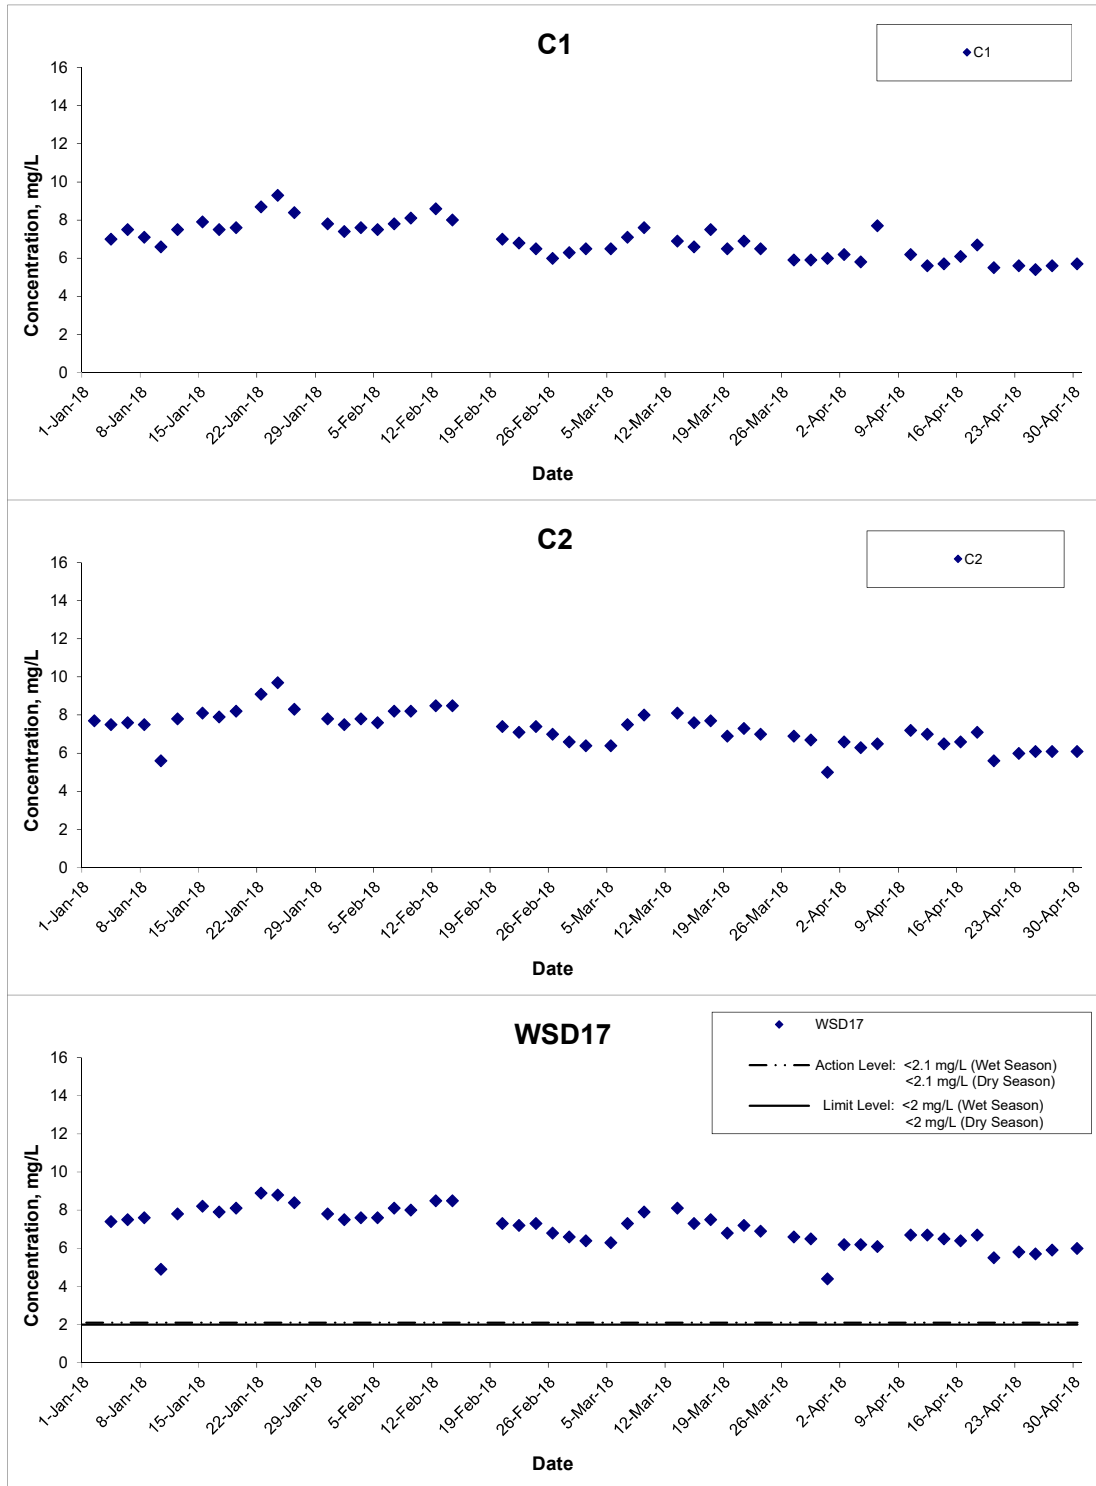 C1
C1
16
14
12
10
8
6
4
2
0
Concentration, mg/L
1-Jan-18
8-Jan-18
15-Jan-18
22-Jan-18
29-Jan-18
5-Feb-18
12-Feb-18
19-Feb-18
26-Feb-18
5-Mar-18
12-Mar-18
19-Mar-18
26-Mar-18
2-Apr-18
9-Apr-18
16-Apr-18
23-Apr-18
30-Apr-18
Date
C2
C2
16
14
12
10
8
6
4
2
0
Concentration, mg/L
1-Jan-18
8-Jan-18
15-Jan-18
22-Jan-18
29-Jan-18
5-Feb-18
12-Feb-18
19-Feb-18
26-Feb-18
5-Mar-18
12-Mar-18
19-Mar-18
26-Mar-18
2-Apr-18
9-Apr-18
16-Apr-18
23-Apr-18
30-Apr-18
Date
WSD17
WSD17
Action Level: <2.1 mg/L (Wet Season)
<2.1 mg/L (Dry Season)
Limit Level: <2 mg/L (Wet Season)
<2 mg/L (Dry Season)
16
14
12
10
8
6
4
2
0
Concentration, mg/L
1-Jan-18
8-Jan-18
15-Jan-18
22-Jan-18
29-Jan-18
5-Feb-18
12-Feb-18
19-Feb-18
26-Feb-18
5-Mar-18
12-Mar-18
19-Mar-18
26-Mar-18
2-Apr-18
9-Apr-18
16-Apr-18
23-Apr-18
30-Apr-18
Date